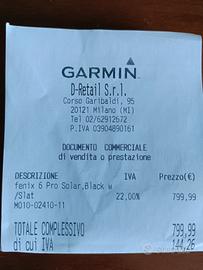 GARMIN
D-Retail S.r.l.
Corso Garibaldi, 95
20121 Milano (MI)
Tel 02/62912672
P.IVA 03904890161
DOCUMENTO COMMERCIALE
di vendita o prestazione
DESCRIZIONE IVA Prezzo(€)
fenix 6 Pro Solar,Black w 22,00% 799,99
/Slat
M010-02410-11
TOTALE COMPLESSIVO 799,99
di cui IVA 144,26